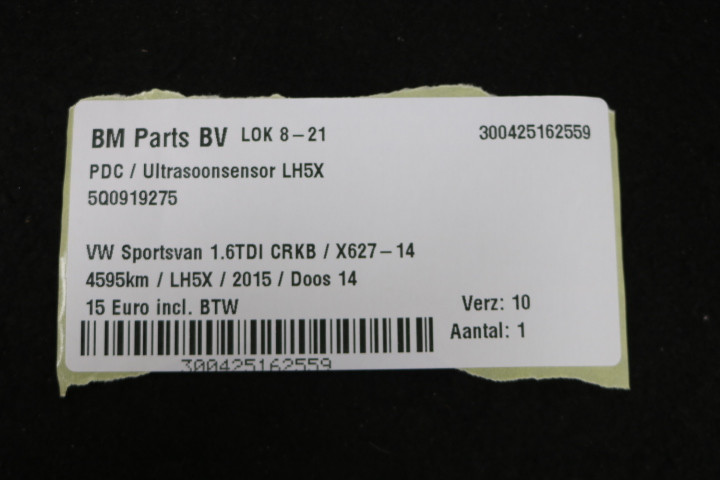 BM Parts BV LOK 8-21 300425162559
PDC / Ultrasoonsensor LH5X
5Q0919275
VW Sportsvan 1.6TDI CRKB / X627-14
4595km / LH5X / 2015 / Doos 14
15 Euro incl. BTW Verz: 10
Aantal: 1
300425162559